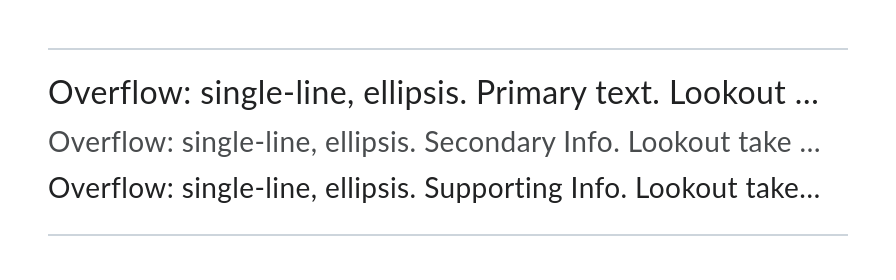 Overflow: single-line, ellipsis. Primary text. Lookout ...
Overflow: single-line, ellipsis. Secondary Info. Lookout take ...
Overflow: single-line, ellipsis. Supporting Info. Lookout take...